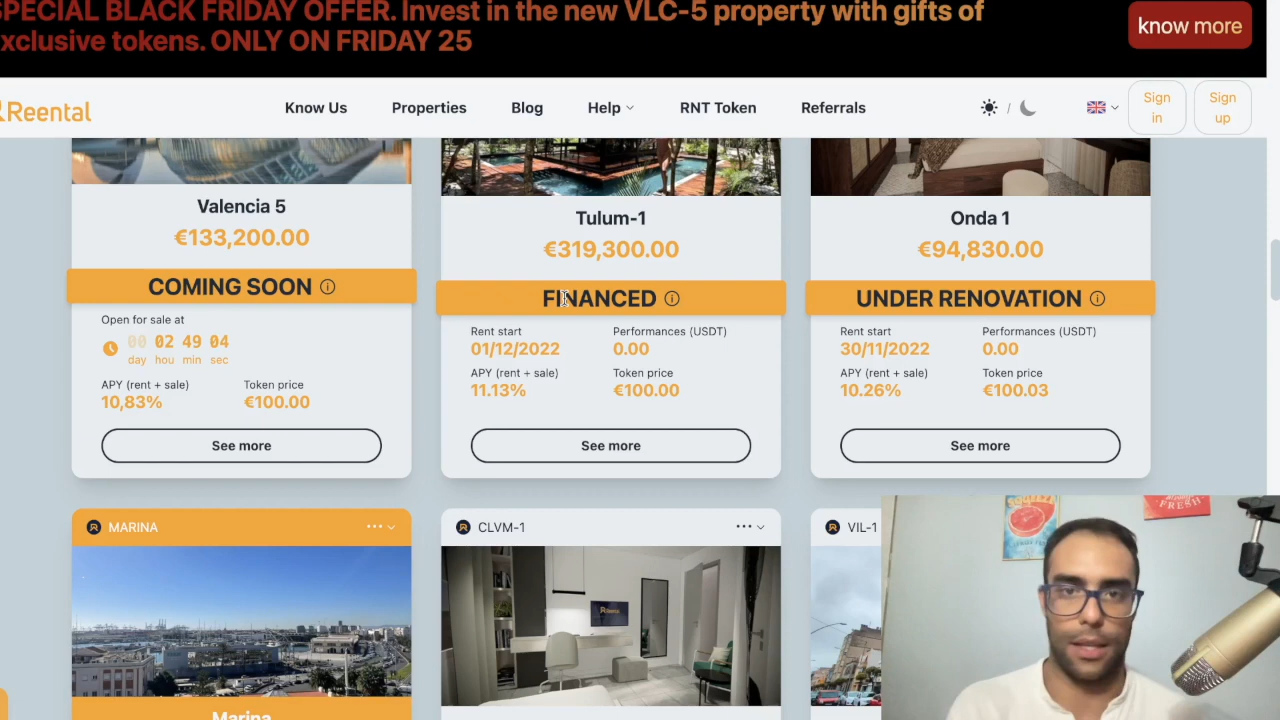 SPECIAL BLACK FRIDAY OFFER. Invest in the new VLC-5 property with gifts of
xclusive tokens. ONLY ON FRIDAY 25
know more
Reental
Know Us
Properties
Blog
Help
RNT Token
Referrals
/
Sign in
Sign up
Valencia 5
€133,200.00
COMING SOON
Open for sale at
00 02 49 04
day hou min sec
APY (rent + sale) Token price
10,83% €100.00
See more
Tulum-1
€319,300.00
FINANCED
Rent start Performances (USDT)
01/12/2022 0.00
APY (rent + sale) Token price
11.13% €100.00
See more
Onda 1
€94,830.00
UNDER RENOVATION
Rent start Performances (USDT)
30/11/2022 0.00
APY (rent + sale) Token price
10.26% €100.03
See more
MARINA
Marina
CLVM-1
Reental
VIL-1
FRESH